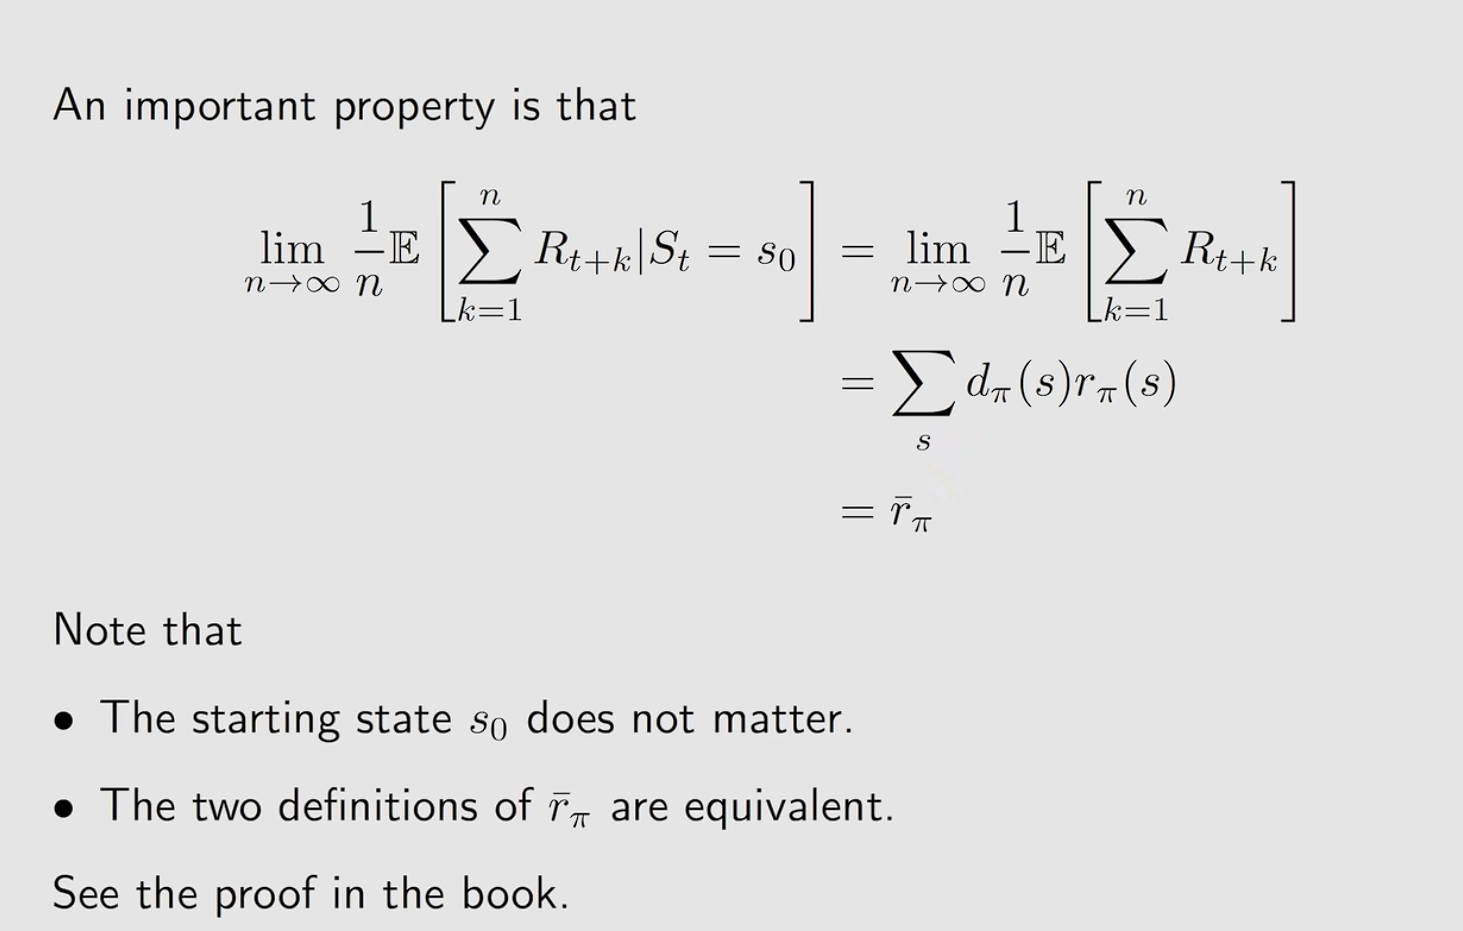 An important property is that
$$\lim_{n\to\infty} \frac{1}{n}\mathbb{E}\left[\sum_{k=1}^{n} R_{t+k}|S_t = s_0\right] = \lim_{n\to\infty} \frac{1}{n}\mathbb{E}\left[\sum_{k=1}^{n} R_{t+k}\right]$$
$$= \sum_{s} d_\pi(s)r_\pi(s)$$
$$= \bar{r}_\pi$$
Note that
• The starting state $s_0$ does not matter.
• The two definitions of $\bar{r}_\pi$ are equivalent.
See the proof in the book.